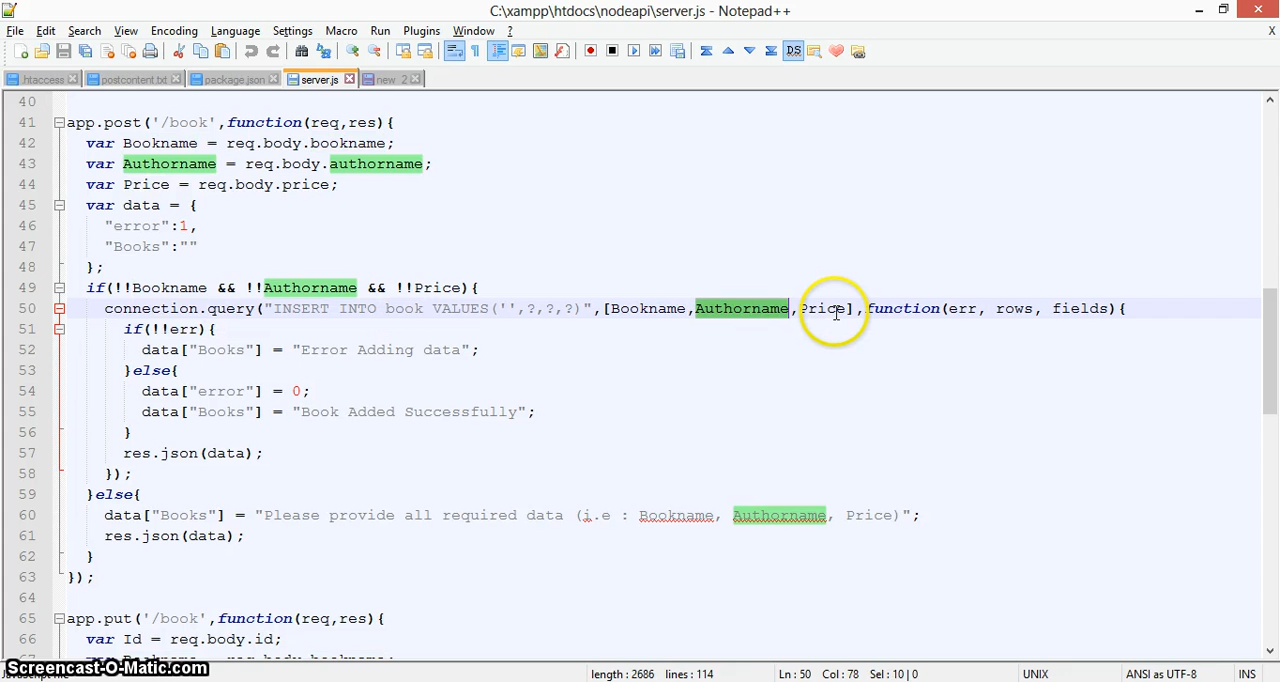 C:\xampp\htdocs\nodeapi\server.js - Notepad++
File Edit Search View Encoding Language Settings Macro Run Plugins Window ? X
.htaccess postcontent.txt package.json server.js new 2
40
41 app.post('/book',function(req,res){
42 var Bookname = req.body.bookname;
43 var Authorname = req.body.authorname;
44 var Price = req.body.price;
45 var data = {
46 "error":1,
47 "Books":""
48 };
49 if(!!Bookname && !!Authorname && !!Price){
50 connection.query("INSERT INTO book VALUES('',?,?,?)",[Bookname,Authorname,Price],function(err, rows, fields){
51 if(!!err){
52 data["Books"] = "Error Adding data";
53 }else{
54 data["error"] = 0;
55 data["Books"] = "Book Added Successfully";
56 }
57 res.json(data);
58 });
59 }else{
60 data["Books"] = "Please provide all required data (i.e : Bookname, Authorname, Price)";
61 res.json(data);
62 }
63 });
64
65 app.put('/book',function(req,res){
66 var Id = req.body.id;
Screencast-O-Matic.com
length : 2686 lines : 114 Ln : 50 Col : 78 Sel : 10 | 0 UNIX ANSI as UTF-8 INS